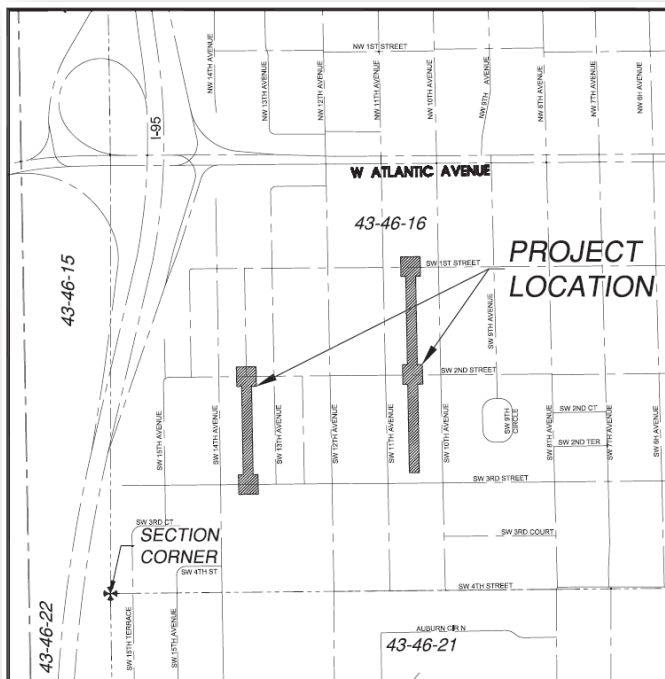 NW 1ST STREET
NW 14TH AVENUE
NW 13TH AVENUE
NW 12TH AVENUE
NW 11TH AVENUE
NW 10TH AVENUE
NW 9TH
NW 8TH AVENUE
NW 7TH AVENUE
NW 6H AVENUE
I-95
W ATLANTIC AVENUE
43-46-16
43-46-15
SW 1ST STREET
PROJECT
LOCATION
SW 9TH AVENUE
SW 2ND STREET
SW 15TH AVENUE
SW 14TH AVENUE
SW 13TH AVENUE
SW 12TH AVENUE
SW 11TH AVENUE
SW 10TH AVENUE
SW 9TH
CIRCLE
SW 8TH AVENUE
SW 2ND CT
SW 2ND TER
SW 7TH AVENUE
SW 6H AVENUE
SW 3RD STREET
SW 3RD CT
SECTION
CORNER
SW 3RD COURT
SW 4TH ST
SW 4TH STREET
43-46-22
SW 15TH TERRACE
SW 15TH AVENUE
AUBURN CIR N
43-46-21